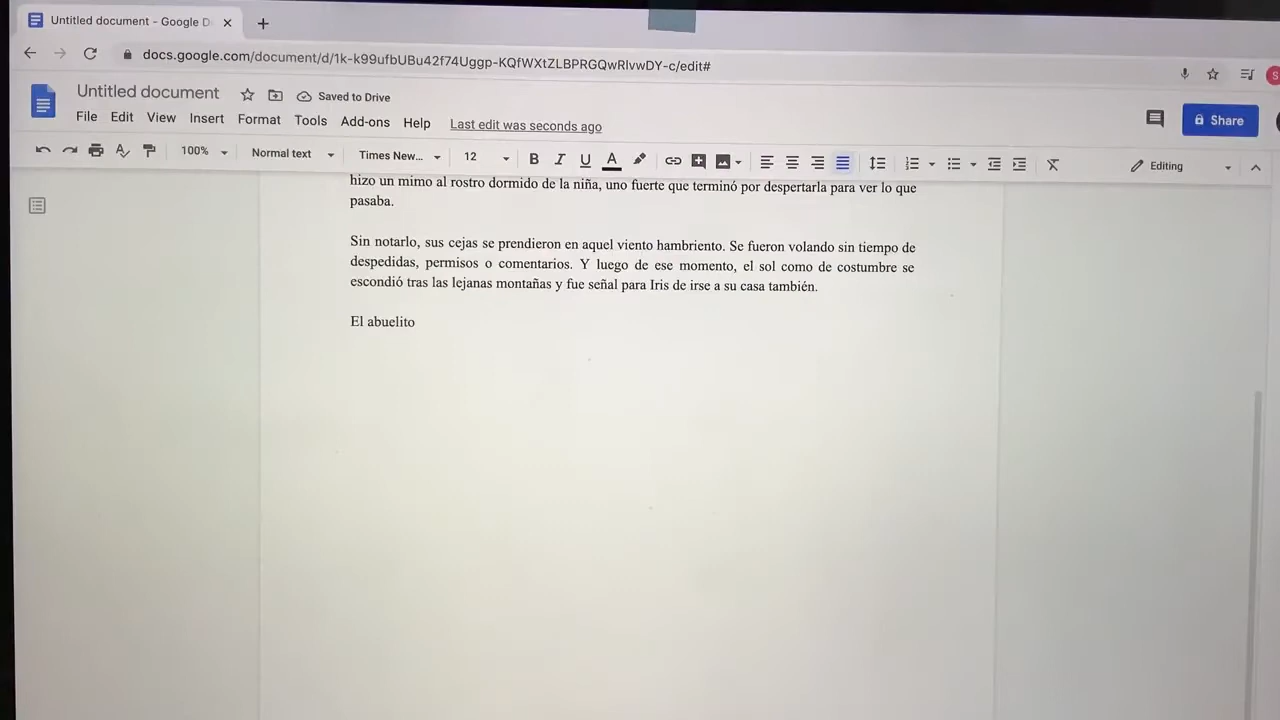 Untitled document - Google D
docs.google.com/document/d/1k-k99ufbUBu42f74Uggp-KQfWXtZLBPRGQwRlvwDY-c/edit#
S
Untitled document
Saved to Drive
File Edit View Insert Format Tools Add-ons Help Last edit was seconds ago
Share
100% Normal text Times New... 12 B I U A Editing
hizo un mimo al rostro dormido de la niña, uno fuerte que terminó por despertarla para ver lo que
pasaba.
Sin notarlo, sus cejas se prendieron en aquel viento hambriento. Se fueron volando sin tiempo de
despedidas, permisos o comentarios. Y luego de ese momento, el sol como de costumbre se
escondió tras las lejanas montañas y fue señal para Iris de irse a su casa también.
El abuelito